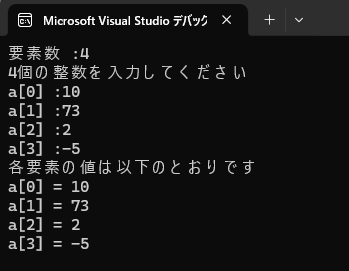 Microsoft Visual Studio デバッグ
要素数 :4
4個の整数を入力してください
a[0] :10
a[1] :73
a[2] :2
a[3] :-5
各要素の値は以下のとおりです
a[0] = 10
a[1] = 73
a[2] = 2
a[3] = -5